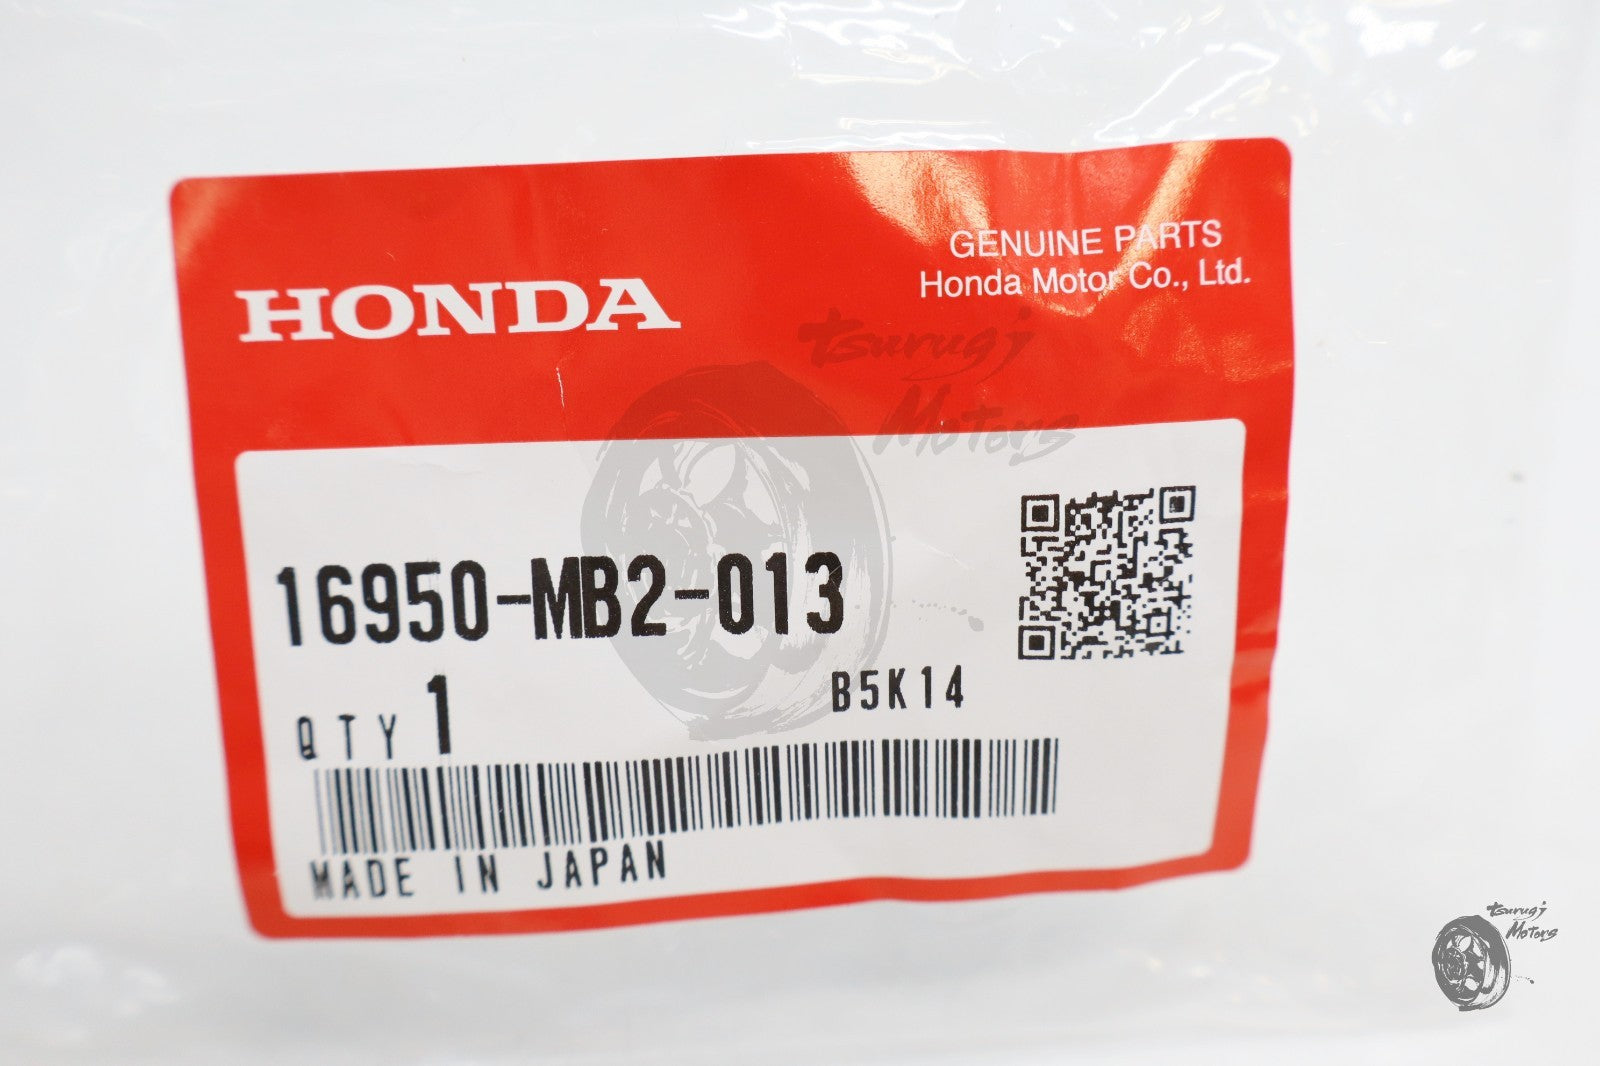 GENUINE PARTS
Honda Motor Co., Ltd.
HONDA
tsurugi
Motors
16950-MB2-013
QTY 1
B5K14
MADE IN JAPAN
tsurugi
Motors